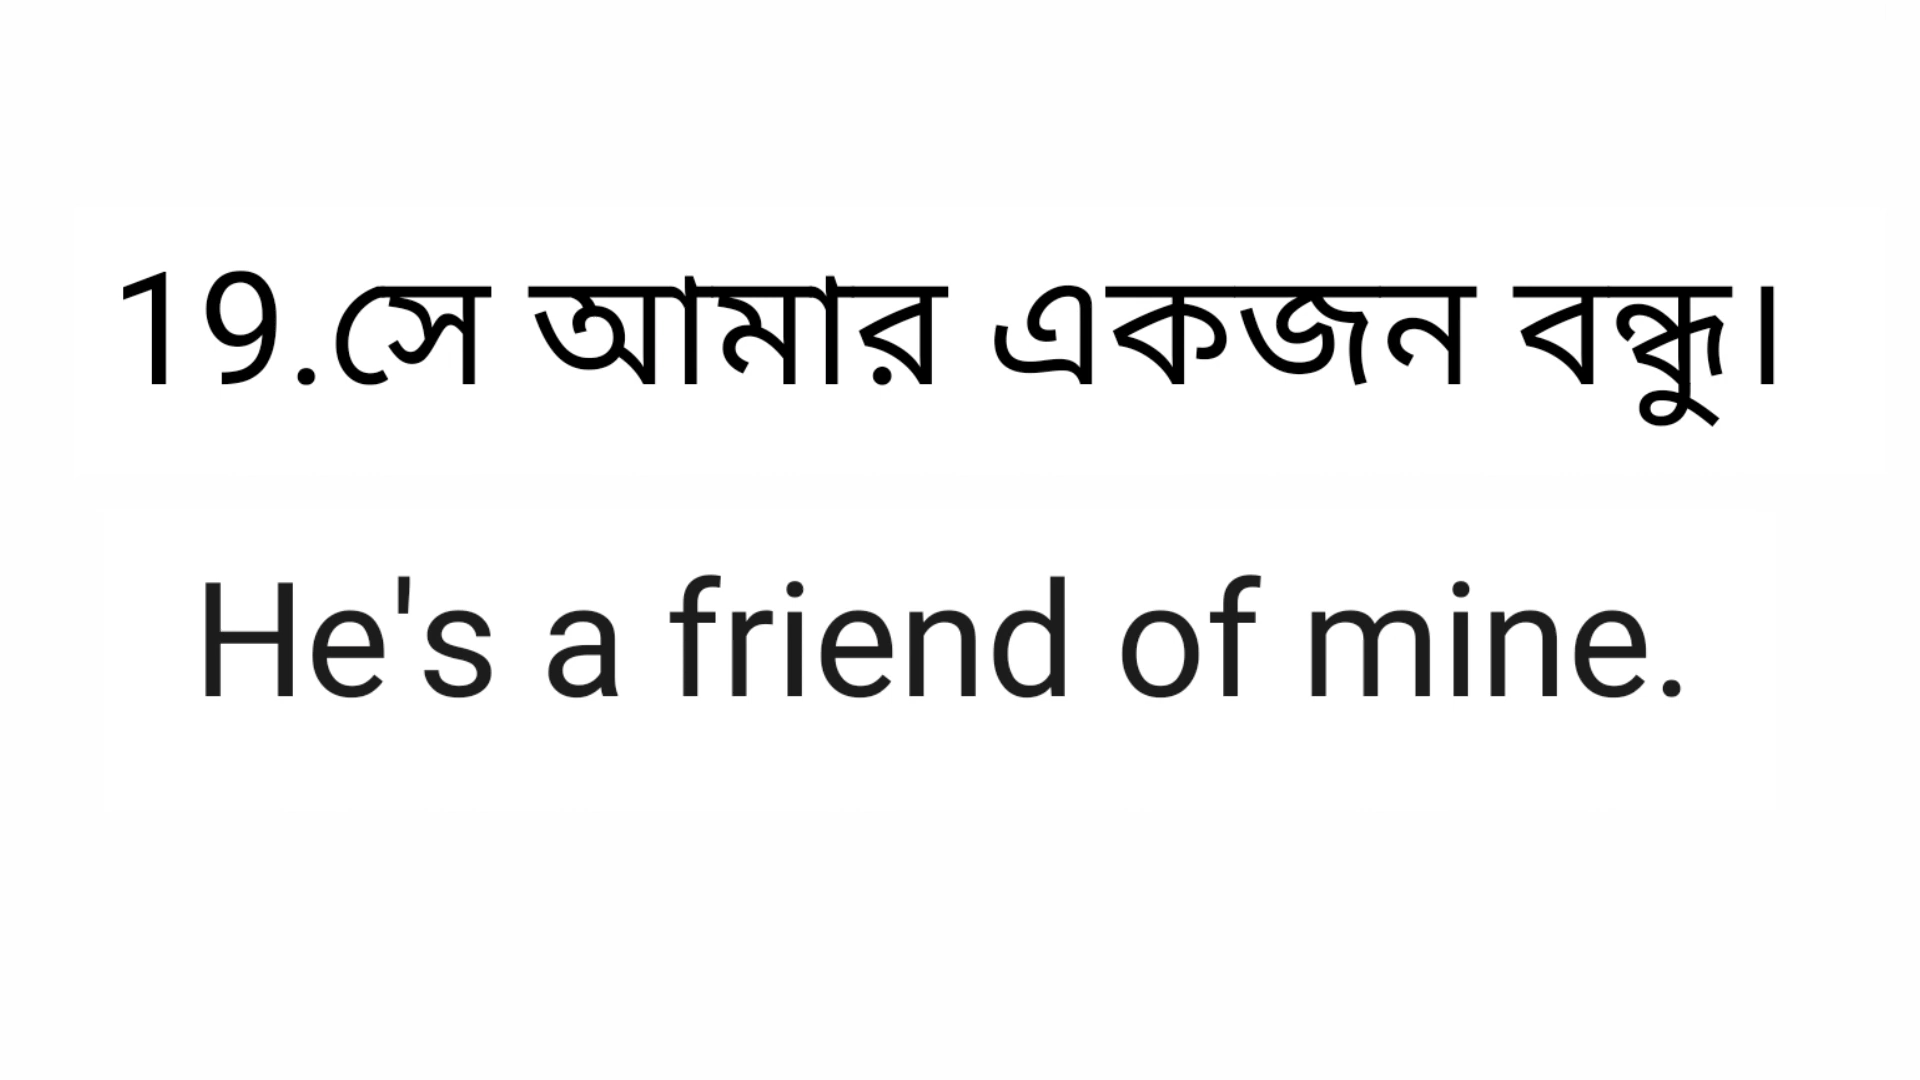 19.সে আমার একজন বন্ধু।
He's a friend of mine.